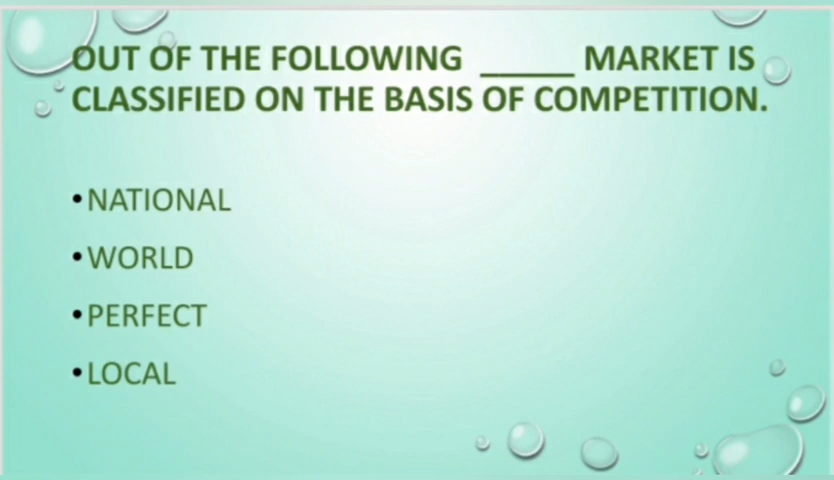 OUT OF THE FOLLOWING _____ MARKET IS
CLASSIFIED ON THE BASIS OF COMPETITION.
•NATIONAL
•WORLD
•PERFECT
•LOCAL